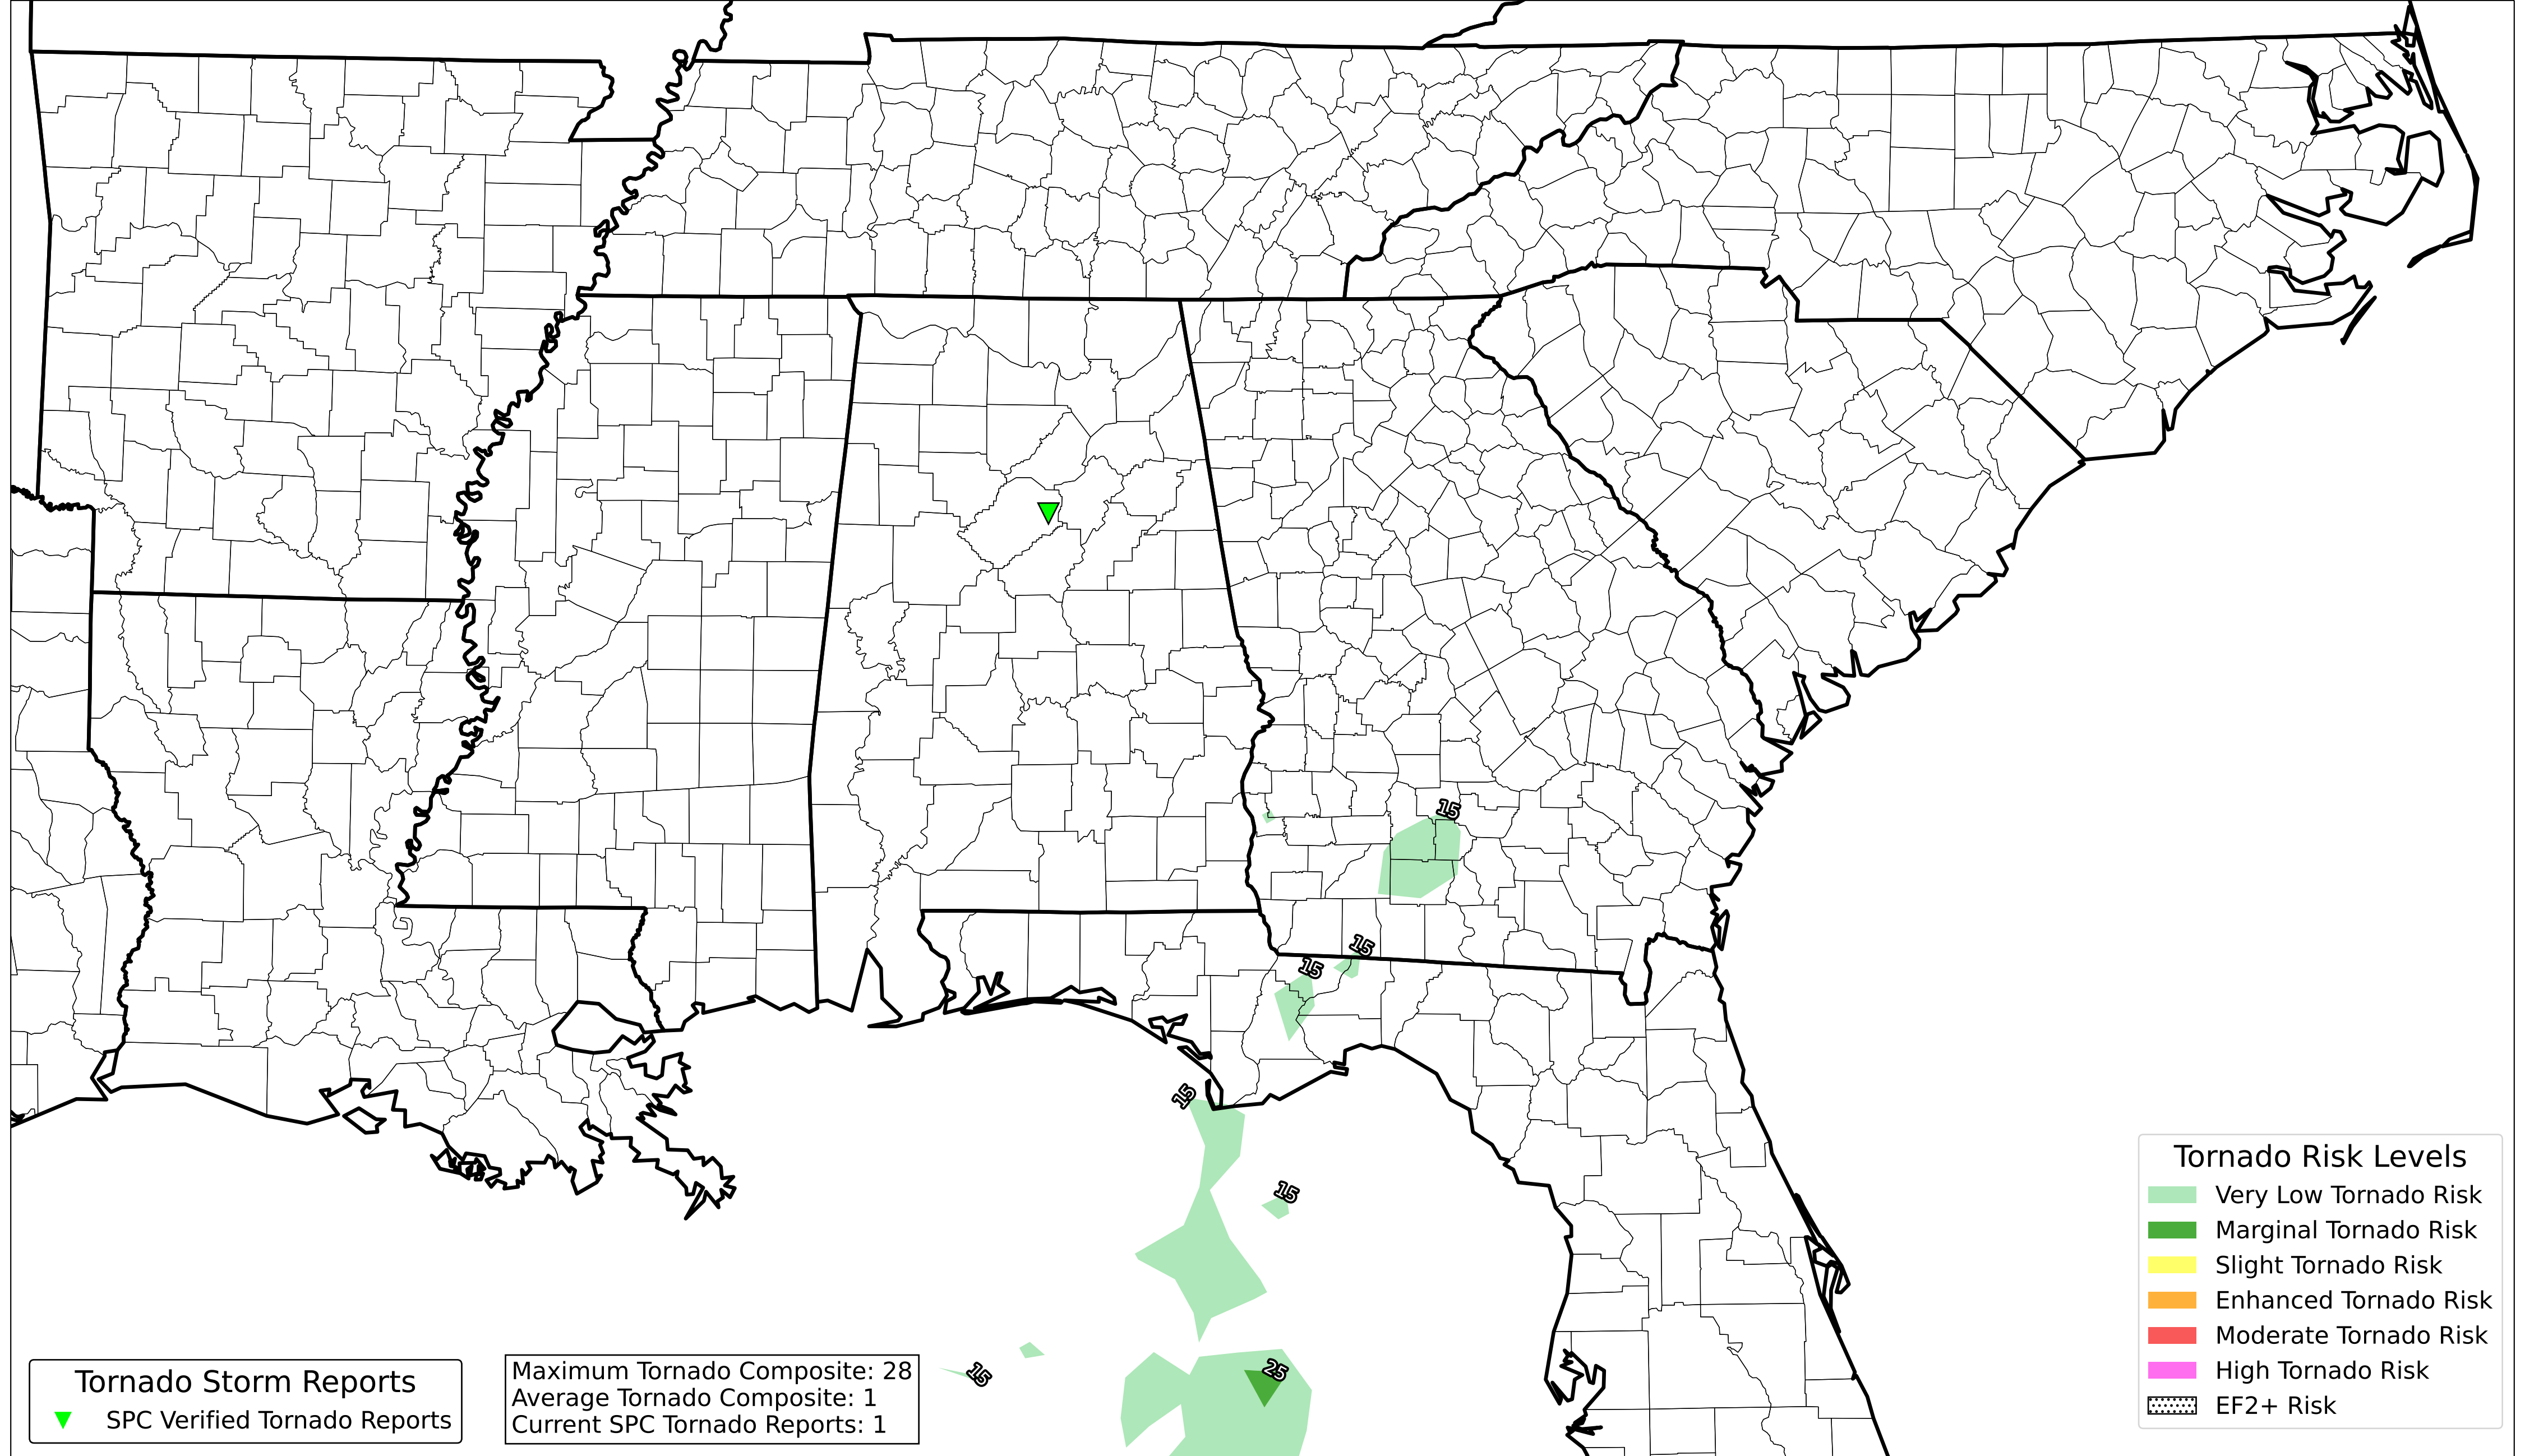 15
15
15
15
15
15
25
Tornado Risk Levels
Very Low Tornado Risk
Marginal Tornado Risk
Slight Tornado Risk
Enhanced Tornado Risk
Moderate Tornado Risk
High Tornado Risk
EF2+ Risk
Tornado Storm Reports
SPC Verified Tornado Reports
Maximum Tornado Composite: 28
Average Tornado Composite: 1
Current SPC Tornado Reports: 1